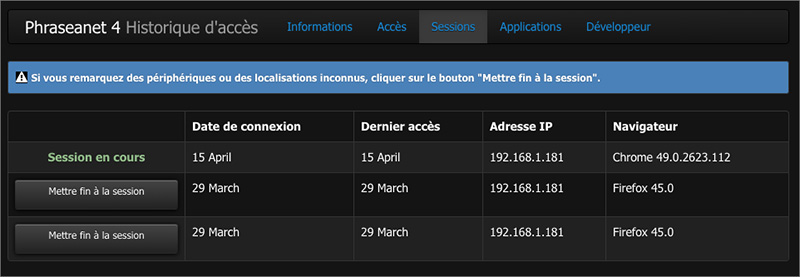 Phraseanet 4 Historique d'accès Informations Accès Sessions Applications Développeur
Si vous remarquez des périphériques ou des localisations inconnus, cliquer sur le bouton "Mettre fin à la session".
Date de connexion Dernier accès Adresse IP Navigateur
Session en cours 15 April 15 April 192.168.1.181 Chrome 49.0.2623.112
Mettre fin à la session 29 March 29 March 192.168.1.181 Firefox 45.0
Mettre fin à la session 29 March 29 March 192.168.1.181 Firefox 45.0